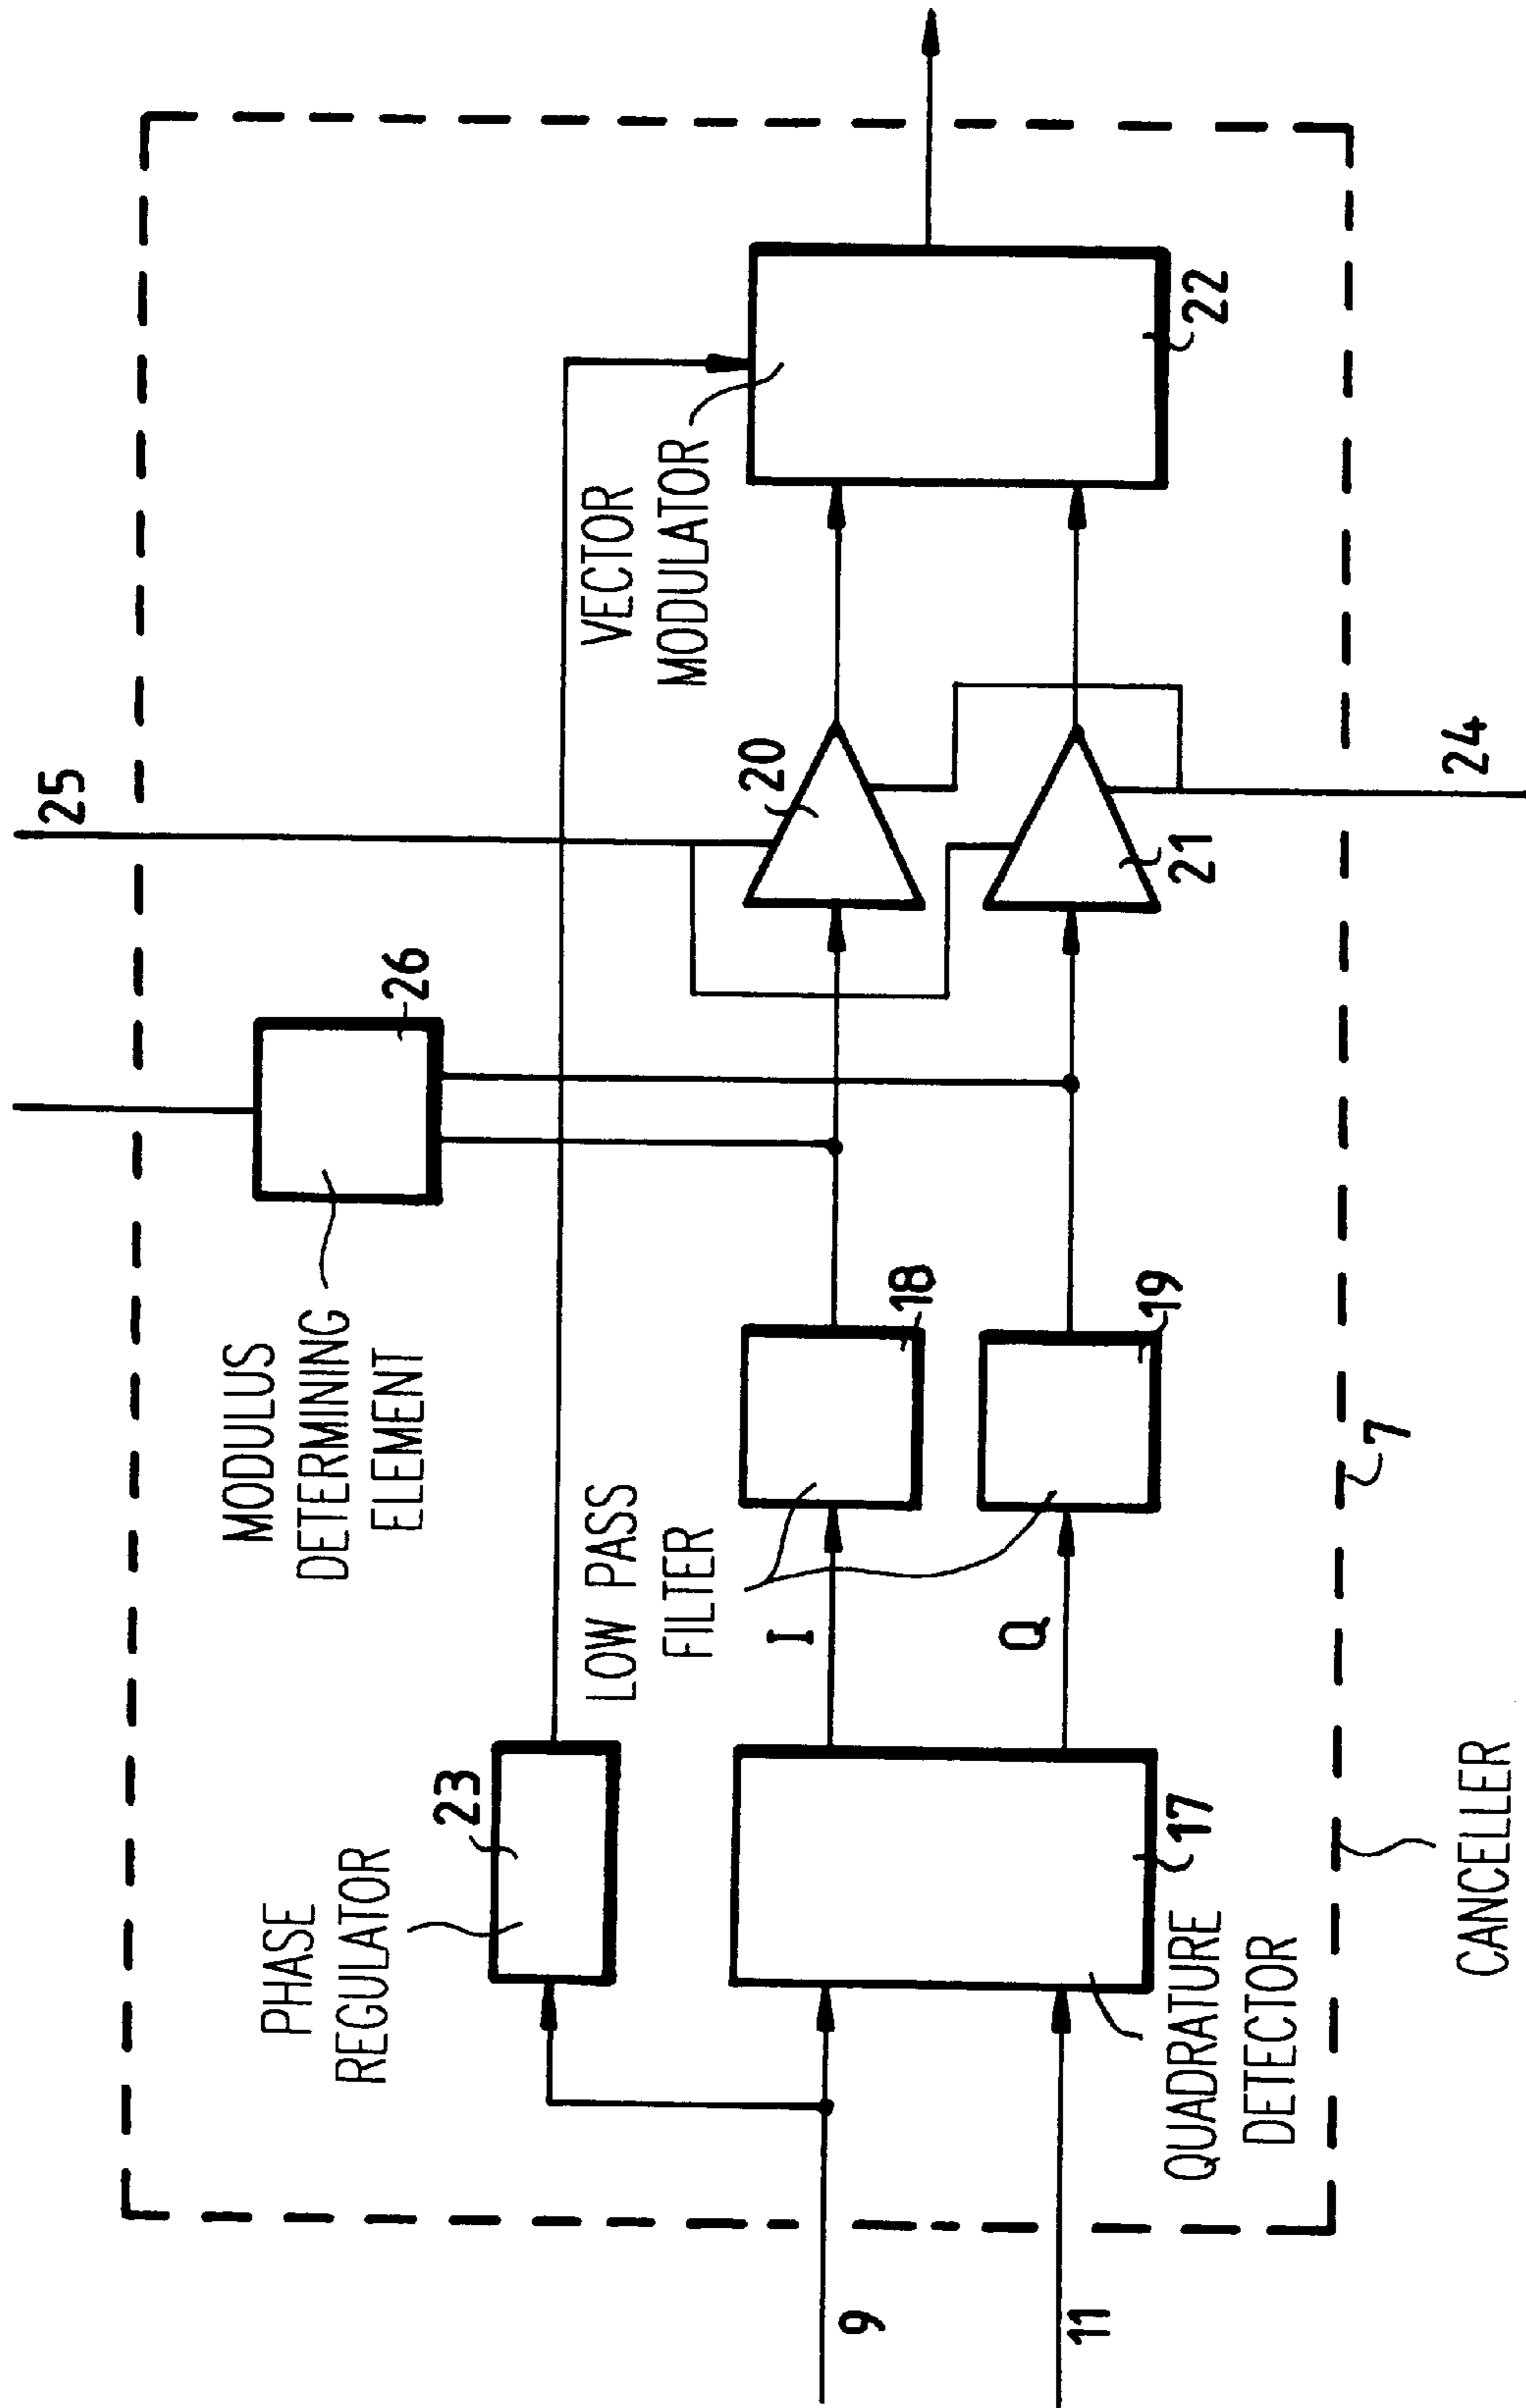 25
MODULUS
DETERMINING
ELEMENT
26
PHASE
REGULATOR
23
VECTOR
MODULATOR
20
LOW PASS
FILTER
18
22
I
Q
19
21
9
11
QUADRATURE
DETECTOR
17
7
24
CANCELLER